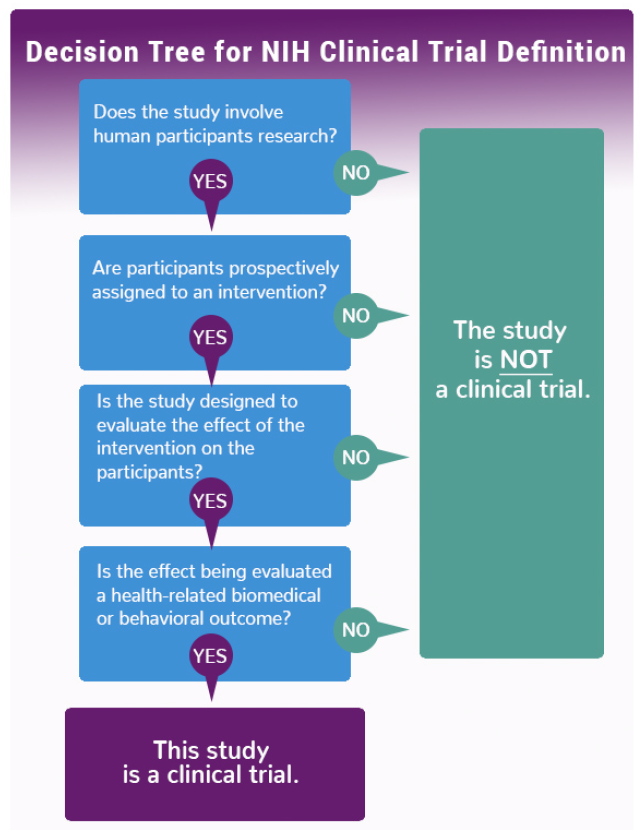 Decision Tree for NIH Clinical Trial Definition
Does the study involve
human participants research?
YES
NO
Are participants prospectively
assigned to an intervention?
YES
NO
Is the study designed to
evaluate the effect of the
intervention on the
participants?
YES
NO
Is the effect being evaluated
a health-related biomedical
or behavioral outcome?
YES
NO
The study
is NOT
a clinical trial.
This study
is a clinical trial.